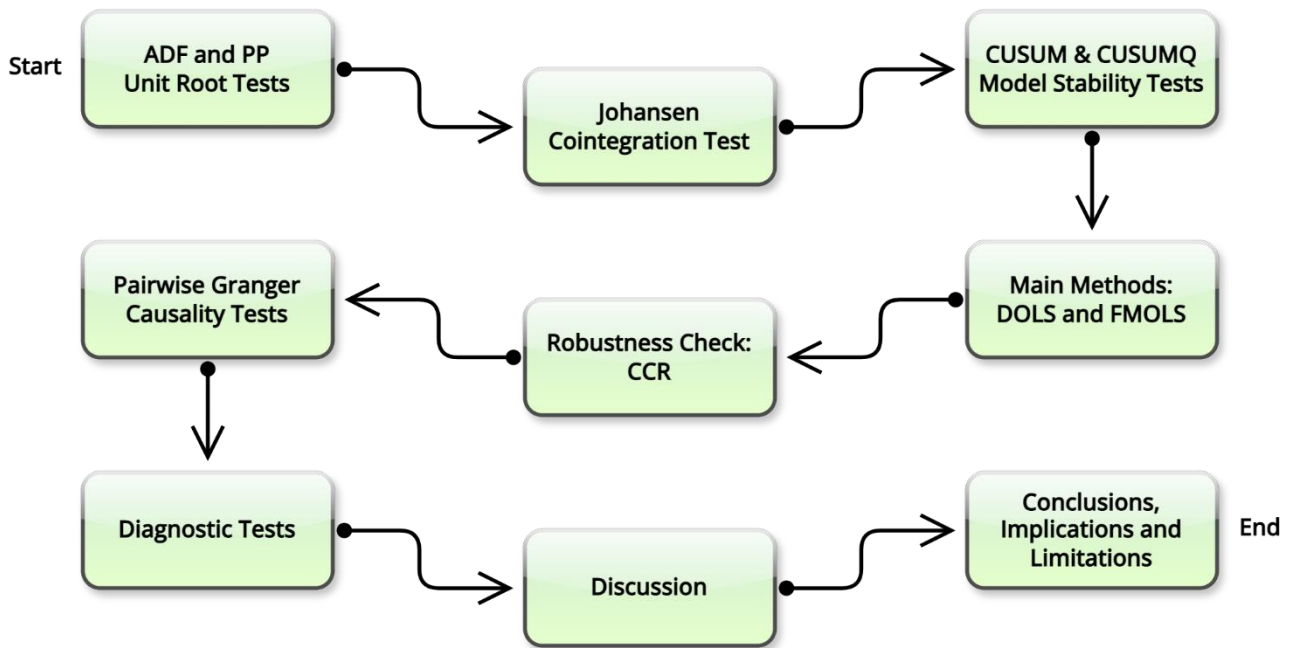 Start
ADF and PP
Unit Root Tests
Johansen
Cointegration Test
CUSUM & CUSUMQ
Model Stability Tests
Main Methods:
DOLS and FMOLS
Robustness Check:
CCR
Pairwise Granger
Causality Tests
Diagnostic Tests
Discussion
Conclusions,
Implications and
Limitations
End